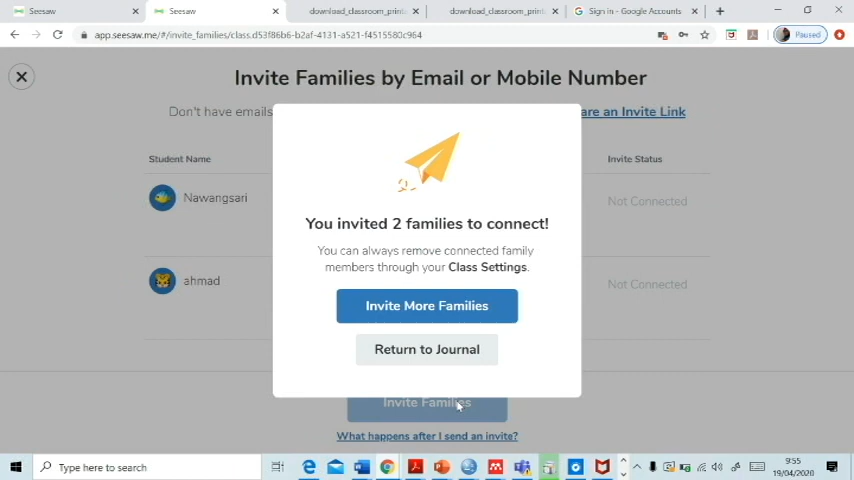 Seesaw
Seesaw
download_classroom_print
download_classroom_print
Sign in - Google Accounts
app.seesaw.me/#/invite_families/class.d53f86b6-b2af-4131-a521-f4515580c964
Paused
Invite Families by Email or Mobile Number
Don't have emails
are an Invite Link
Student Name
Invite Status
Nawangsari
Not Connected
ahmad
Not Connected
You invited 2 families to connect!
You can always remove connected family
members through your Class Settings.
Invite More Families
Return to Journal
Invite Families
What happens after I send an invite?
Type here to search
9:55
19/04/2020